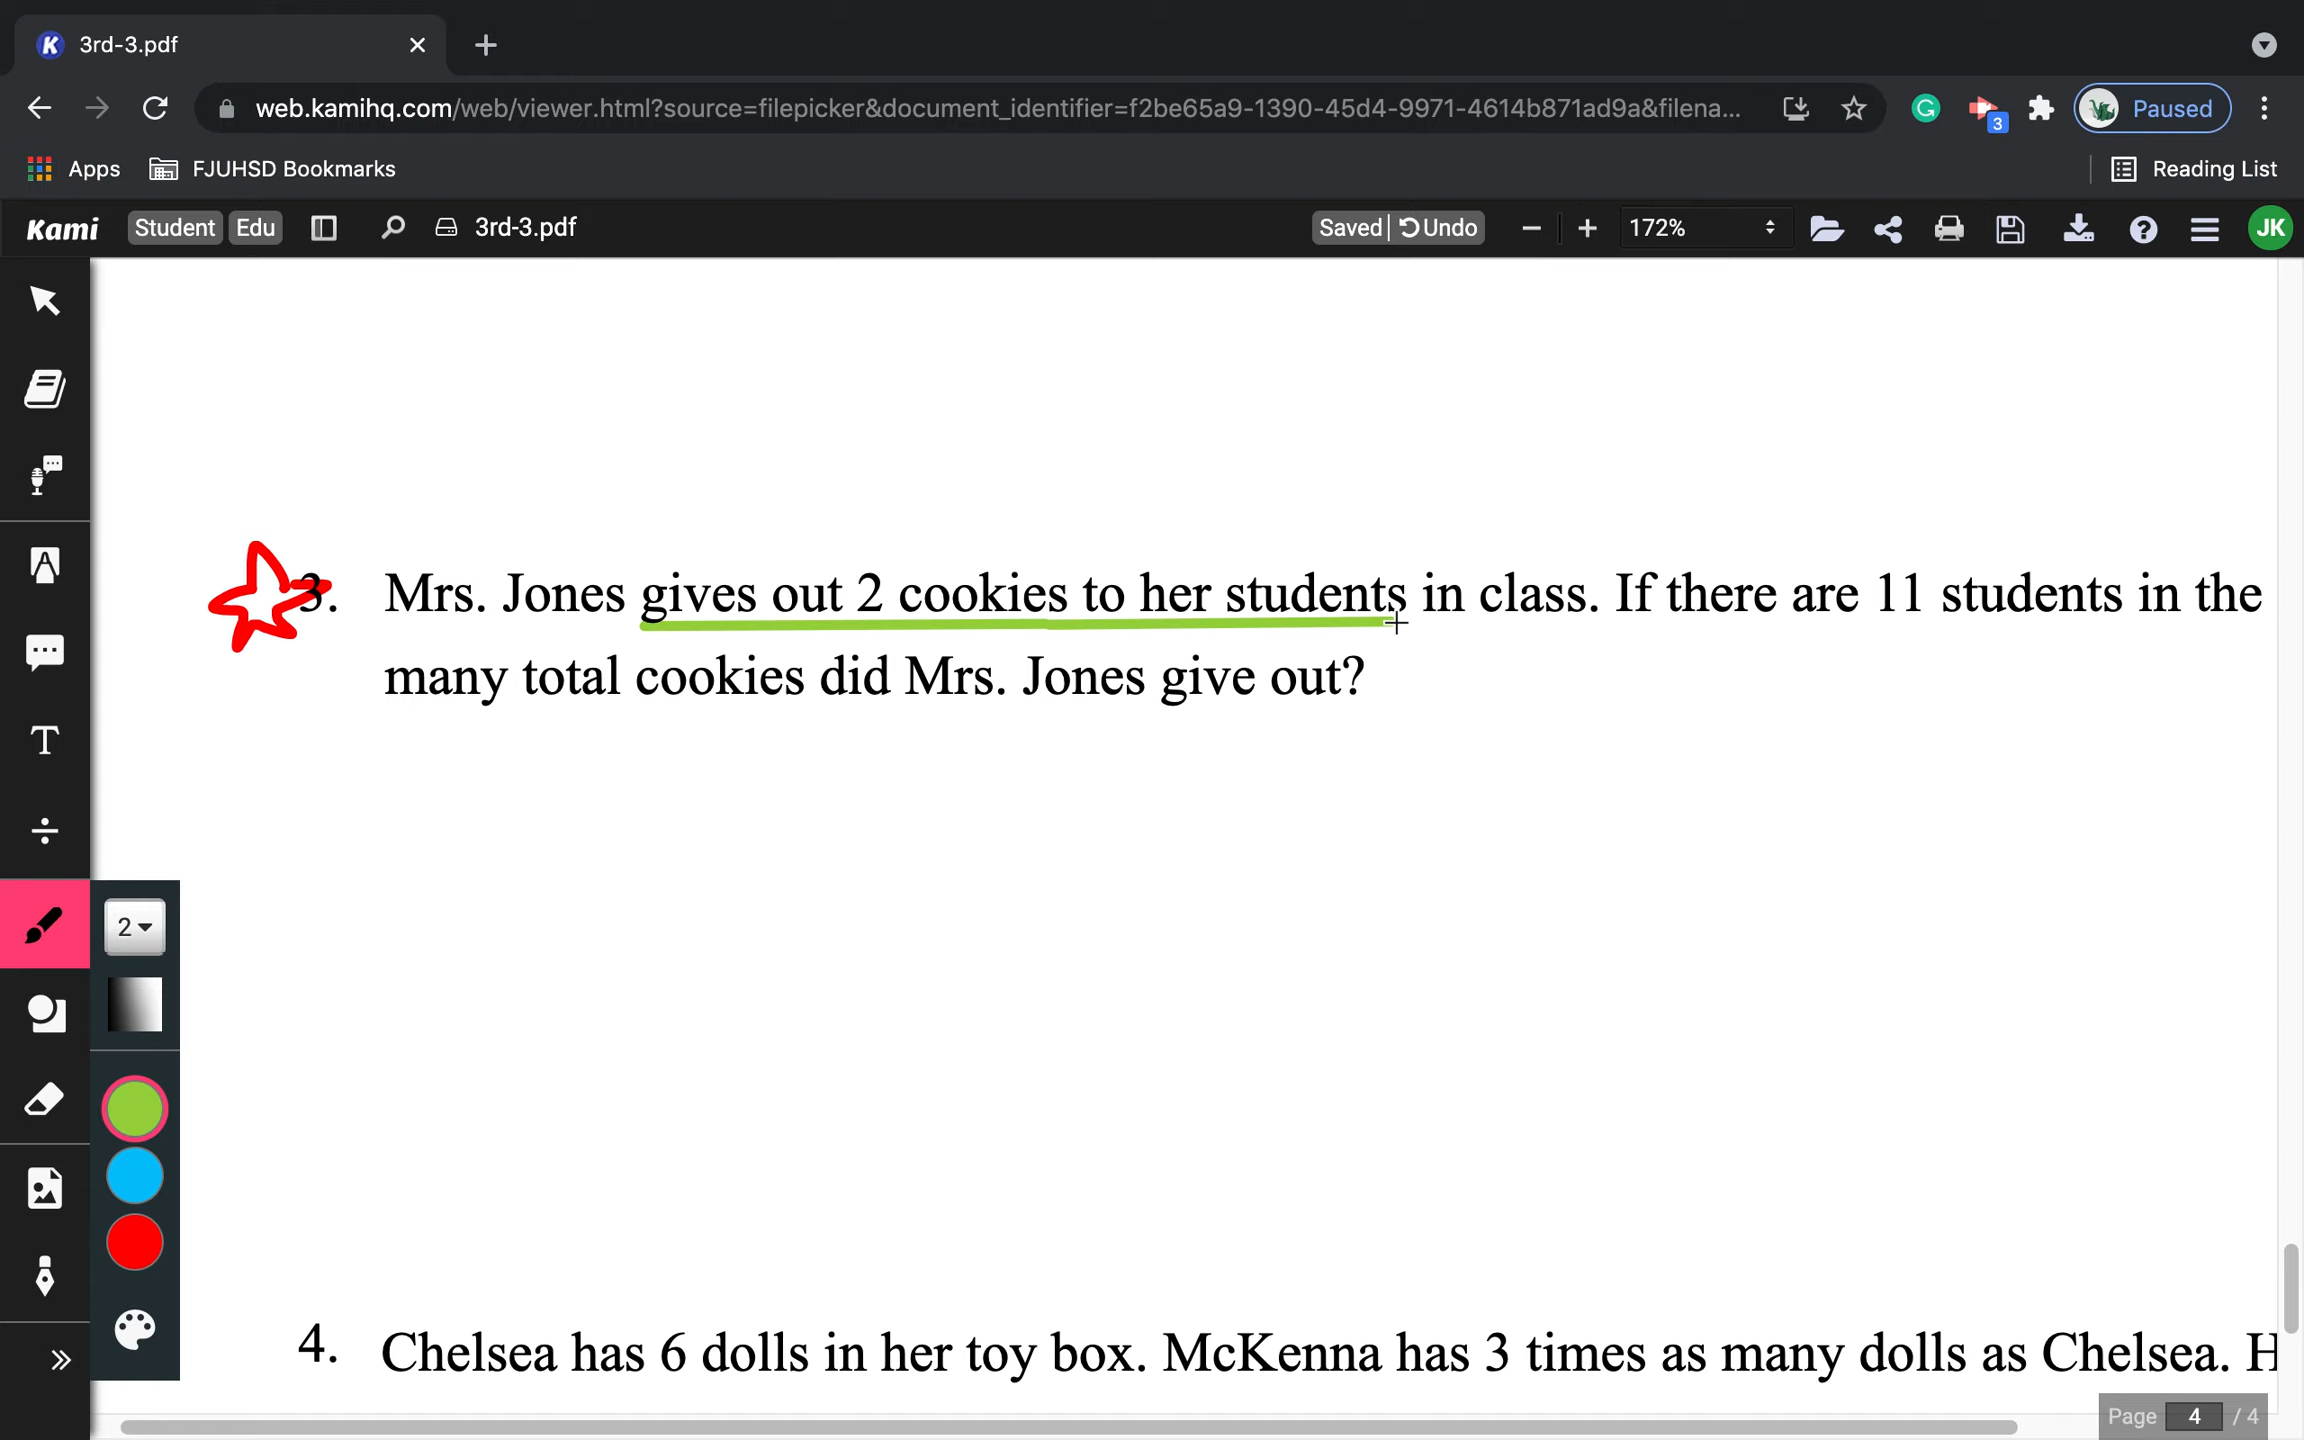 3rd-3.pdf
web.kamihq.com/web/viewer.html?source=filepicker&document_identifier=f2be65a9-1390-45d4-9971-4614b871ad9a&filena...
G
3
Paused
Apps
FJUHSD Bookmarks
Reading List
Kami
Student
Edu
3rd-3.pdf
Saved
Undo
172%
JK
3. Mrs. Jones gives out 2 cookies to her students in class. If there are 11 students in the
many total cookies did Mrs. Jones give out?
T
2
4. Chelsea has 6 dolls in her toy box. McKenna has 3 times as many dolls as Chelsea. H
Page 4 / 4